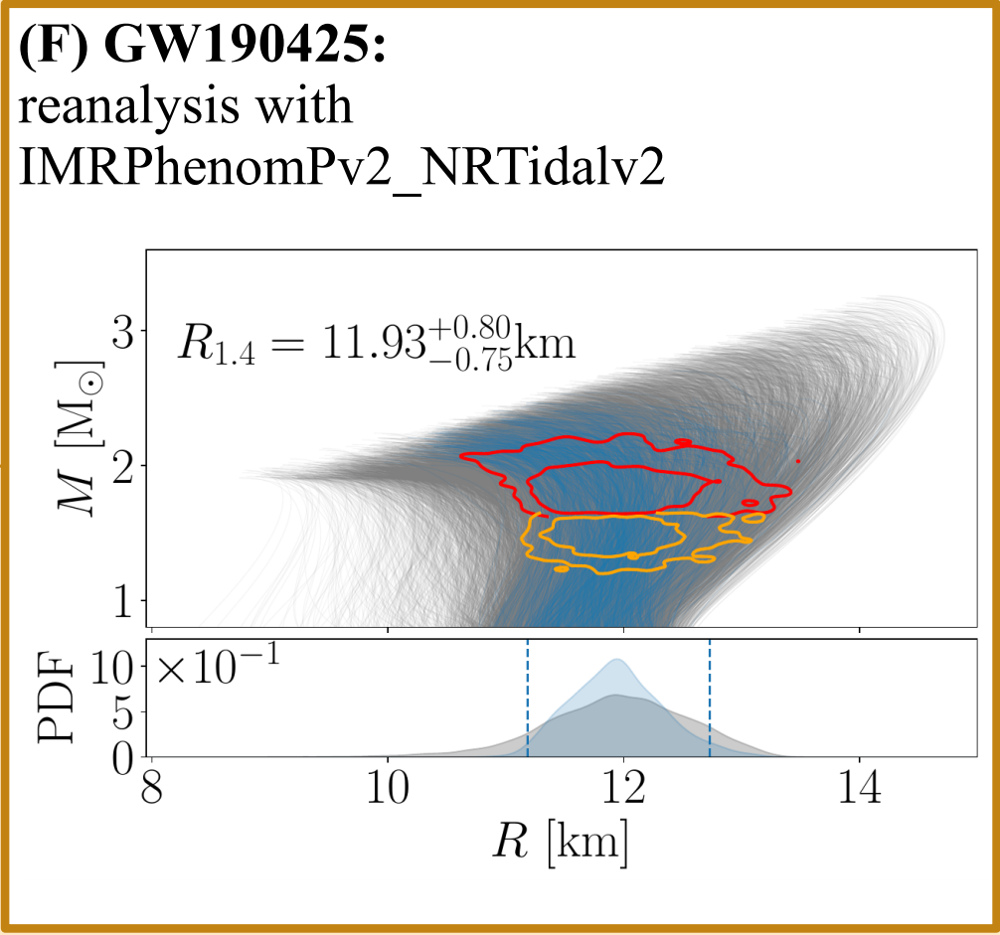 (F) GW190425:
reanalysis with
IMRPhenomPv2_NRTidalv2
R₁.₄ = 11.93⁺⁰·⁸⁰₋₀.₇₅km
3
2
1
M [M⊙]
×10⁻¹
10
5
0
PDF
8 10 12 14
R [km]